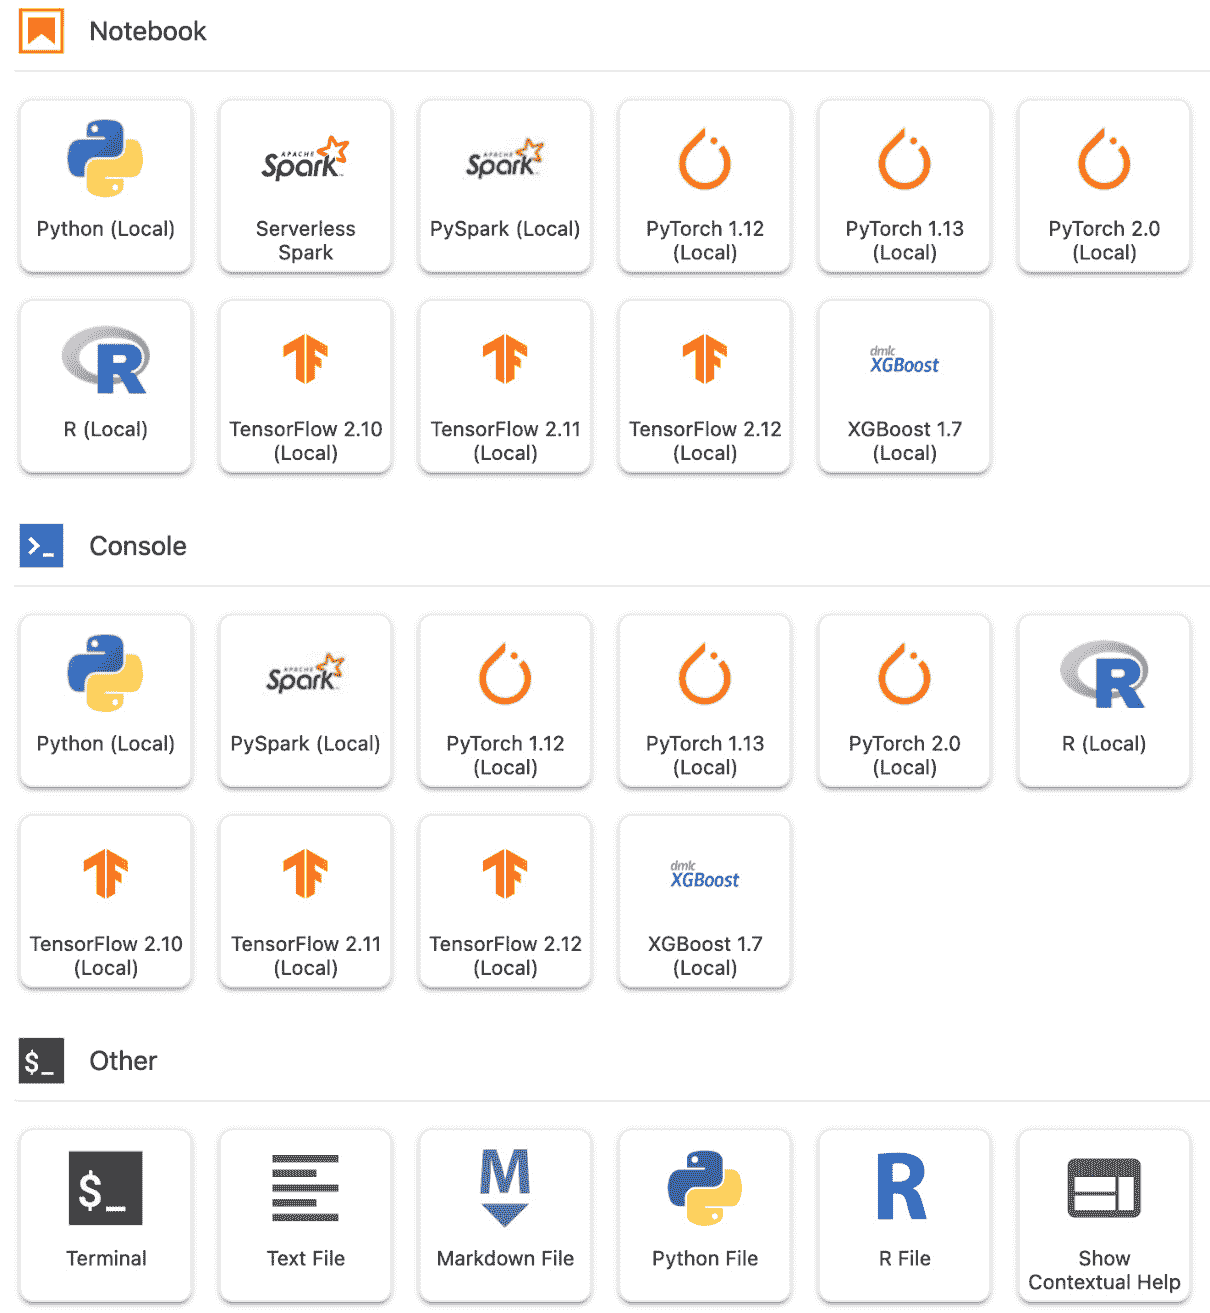 Notebook
APACHE
Spark
APACHE
Spark
Python (Local)
Serverless
Spark
PySpark (Local)
PyTorch 1.12
(Local)
PyTorch 1.13
(Local)
PyTorch 2.0
(Local)
R
dmlc
XGBoost
R (Local)
TensorFlow 2.10
(Local)
TensorFlow 2.11
(Local)
TensorFlow 2.12
(Local)
XGBoost 1.7
(Local)
>_ Console
APACHE
Spark
R
Python (Local)
PySpark (Local)
PyTorch 1.12
(Local)
PyTorch 1.13
(Local)
PyTorch 2.0
(Local)
R (Local)
dmlc
XGBoost
TensorFlow 2.10
(Local)
TensorFlow 2.11
(Local)
TensorFlow 2.12
(Local)
XGBoost 1.7
(Local)
$_ Other
$_
M
R
Terminal
Text File
Markdown File
Python File
R File
Show
Contextual Help